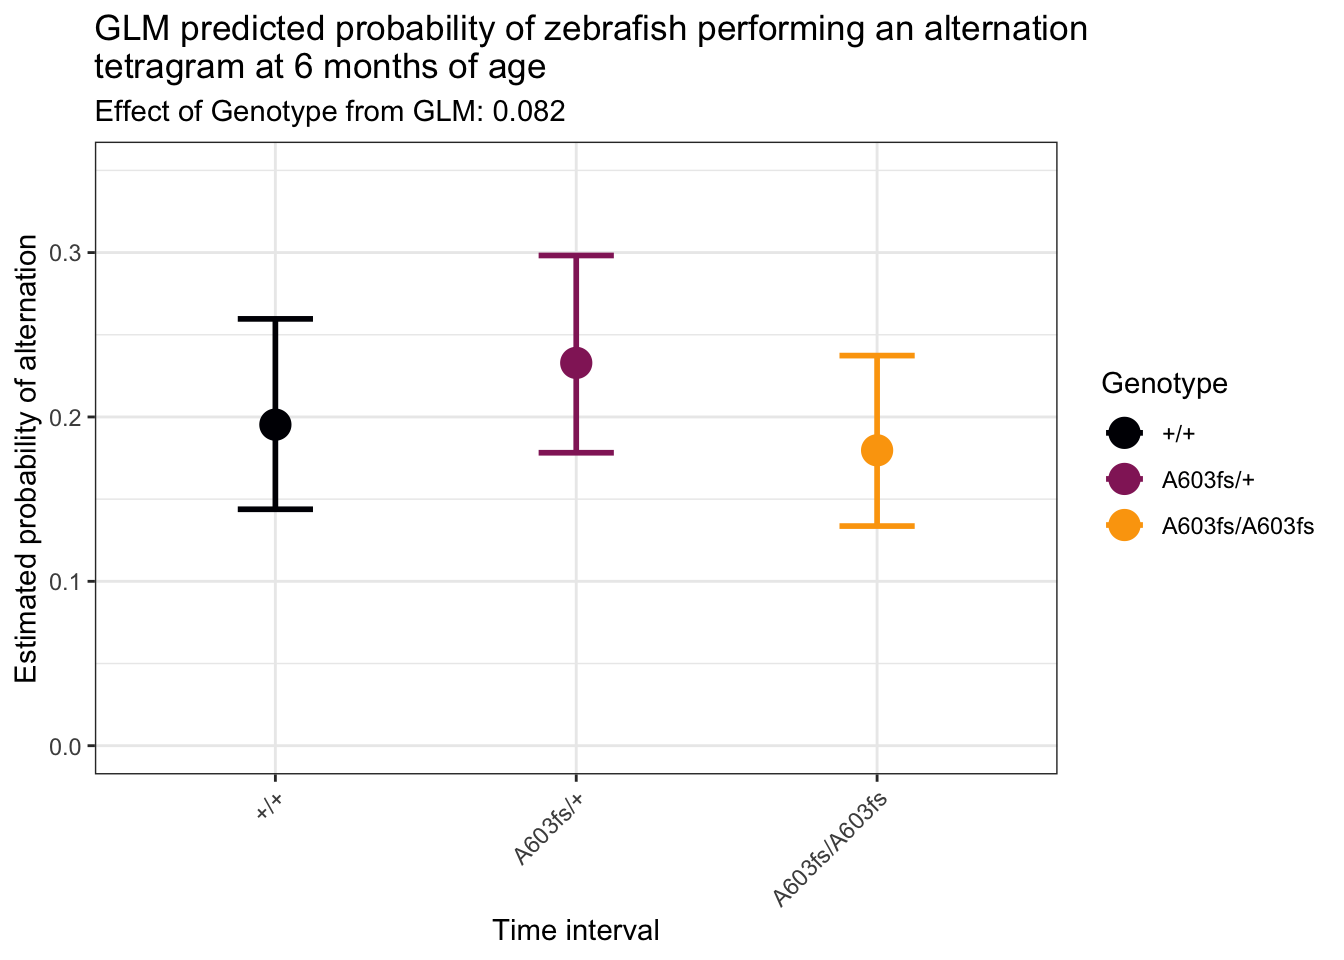 GLM predicted probability of zebrafish performing an alternation
tetragram at 6 months of age
Effect of Genotype from GLM: 0.082
Estimated probability of alternation
0.3
0.2
0.1
0.0
+/+
A603fs/+
A603fs/A603fs
Time interval
Genotype
+/+
A603fs/+
A603fs/A603fs